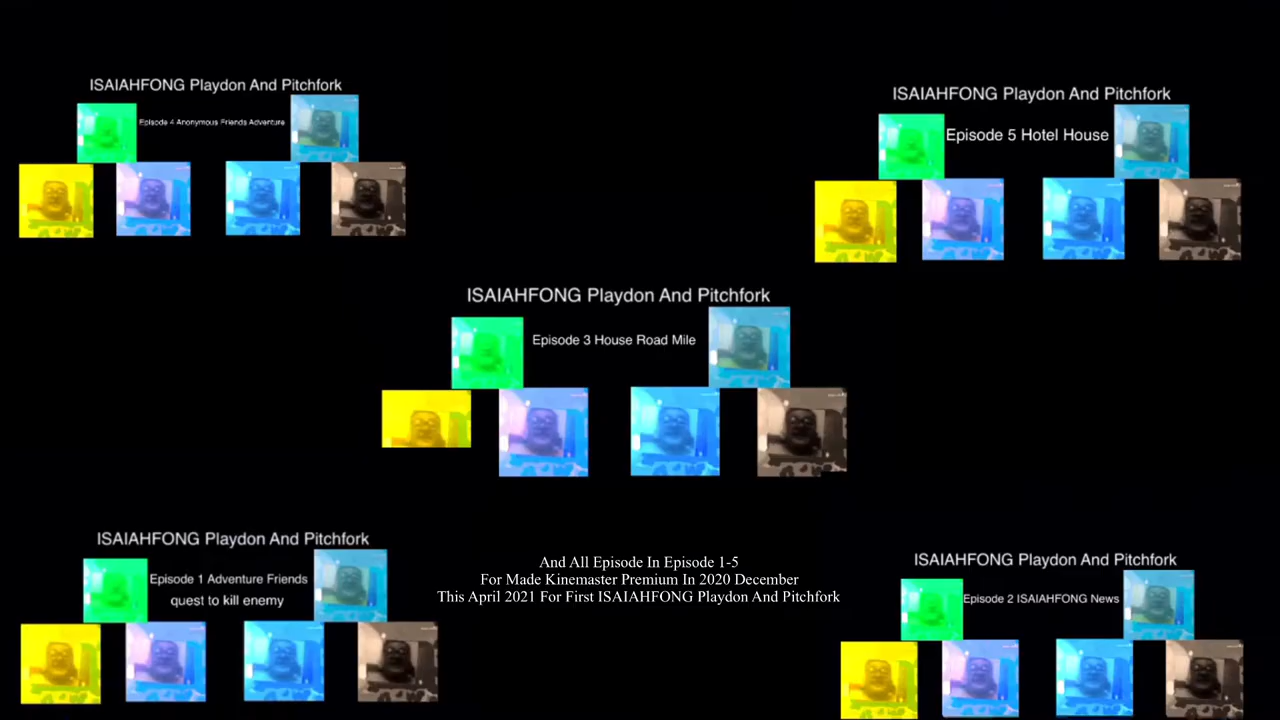 ISAIAHFONG Playdon And Pitchfork
Episode 4 Anonymous Friends Adventure
ISAIAHFONG Playdon And Pitchfork
Episode 5 Hotel House
ISAIAHFONG Playdon And Pitchfork
Episode 3 House Road Mile
ISAIAHFONG Playdon And Pitchfork
Episode 1 Adventure Friends
quest to kill enemy
And All Episode In Episode 1-5
For Made Kinemaster Premium In 2020 December
This April 2021 For First ISAIAHFONG Playdon And Pitchfork
ISAIAHFONG Playdon And Pitchfork
Episode 2 ISAIAHFONG News